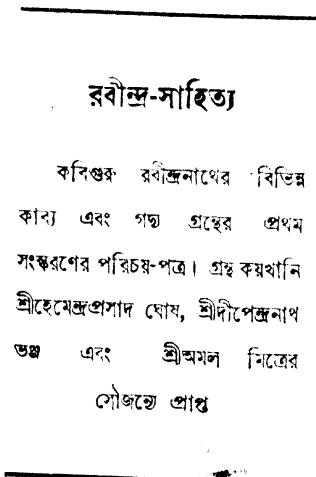 রবীন্দ্র-সাহিত্য
কবিগুরু রবীন্দ্রনাথের বিভিন্ন
কাব্য এবং গদ্য গ্রন্থের প্রথম
সংস্করণের পরিচয়-পত্র। গ্রন্থ কয়খানি
শ্রীহেমেন্দ্রপ্রসাদ ঘোষ, শ্রীদীপেন্দ্রনাথ
ভঞ্জ এবং শ্রীঅমল মিত্রের
সৌজন্যে প্রাপ্ত